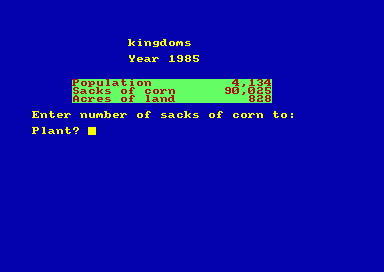 kingdoms
Year 1985
Population 4,134
Sacks of corn 90,025
Acres of land 828
Enter number of sacks of corn to:
Plant?